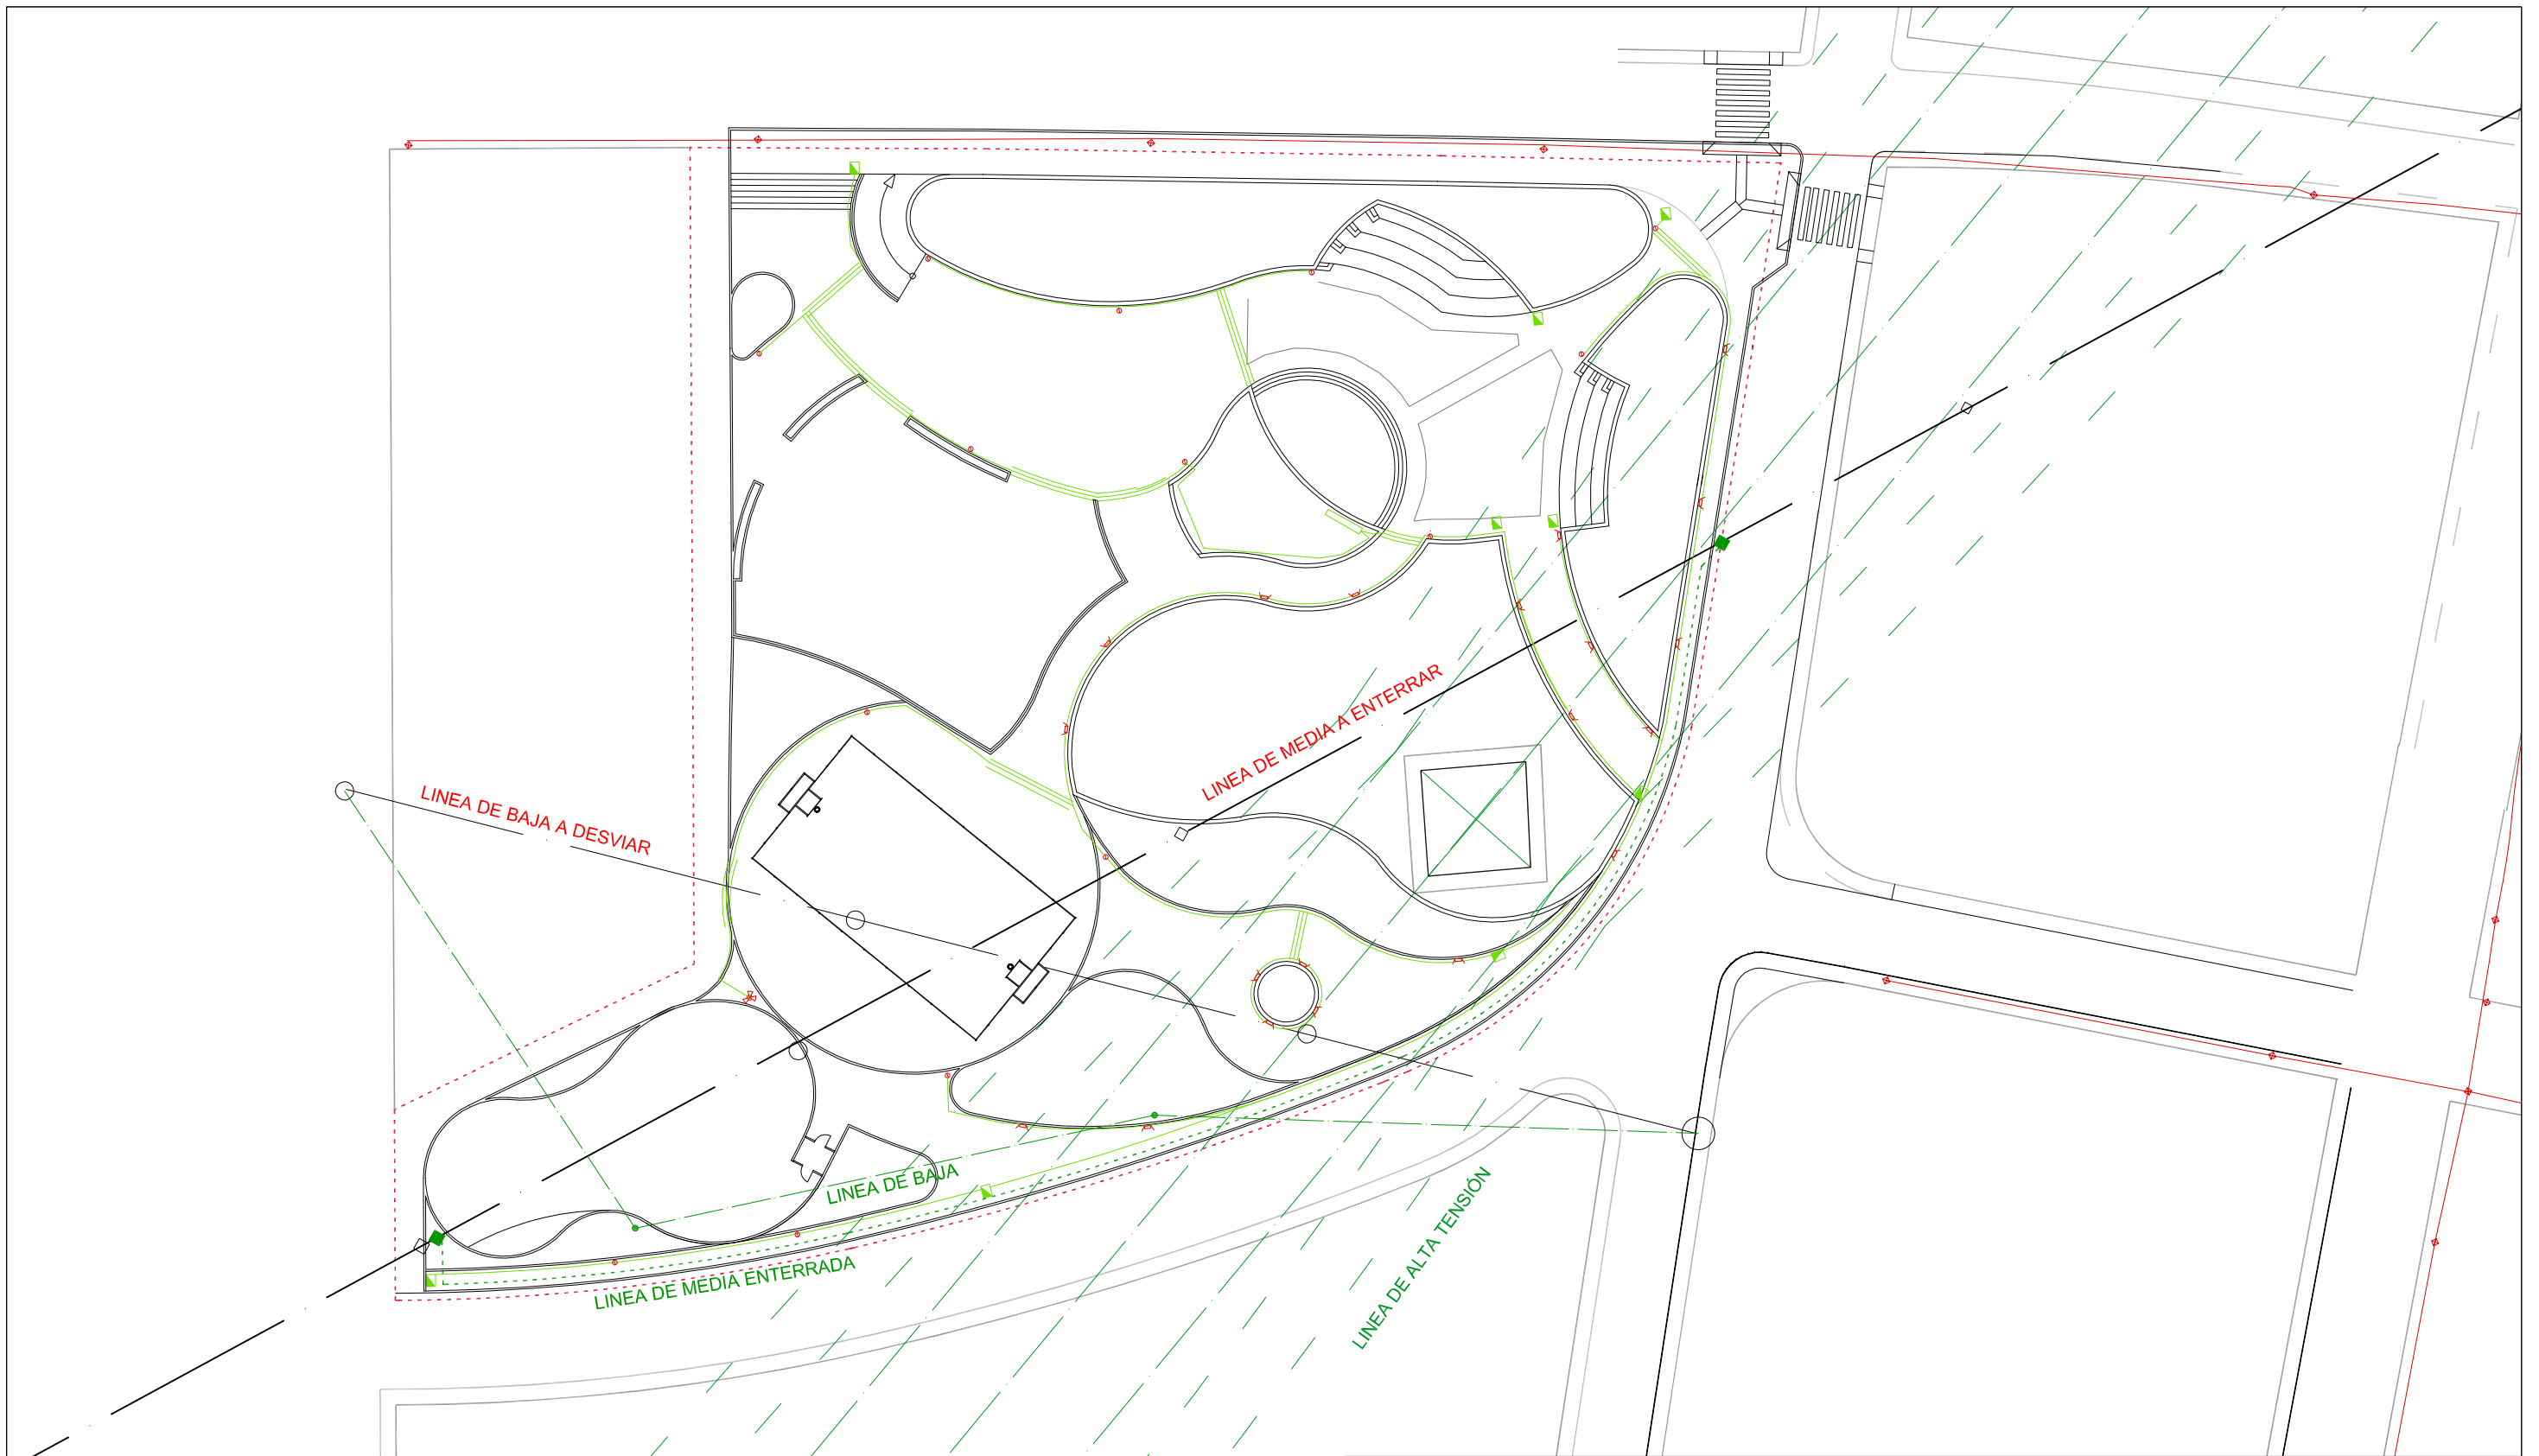 LINEA DE MEDIA A ENTERRAR
LINEA DE BAJA A DESVIAR
LINEA DE BAJA
LINEA DE MEDIA ENTERRADA
LINEA DE ALTA TENSIÓN